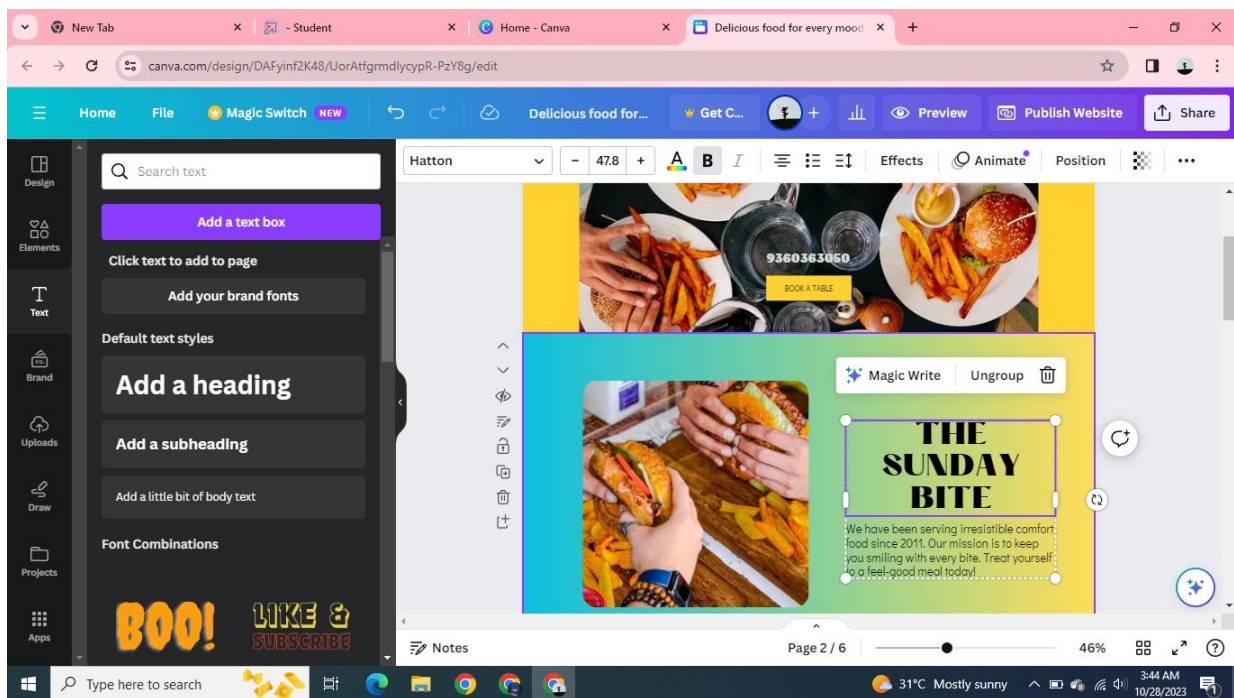 New Tab
- Student
Home - Canva
Delicious food for every mood
canva.com/design/DAFyinf2K48/UorAtfgrmdlycypR-PzY8g/edit
Home File Magic Switch NEW Delicious food for... Get C... Preview Publish Website Share
Hatton - 47.8 + A B I Effects Animate Position
Design
Elements
Text
Brand
CO.
Uploads
Draw
Projects
Apps
Search text
Add a text box
Click text to add to page
Add your brand fonts
Default text styles
Add a heading
Add a subheading
Add a little bit of body text
Font Combinations
BOO!
LIKE &
SUBSCRIBE
9360363050
BOOK A TABLE
Magic Write Ungroup
THE
SUNDAY
BITE
We have been serving irresistible comfort
food since 2011. Our mission is to keep
you smiling with every bite. Treat yourself
to a feel-good meal today!
Notes Page 2 / 6 46%
Type here to search 31°C Mostly sunny 3:44 AM
10/28/2023